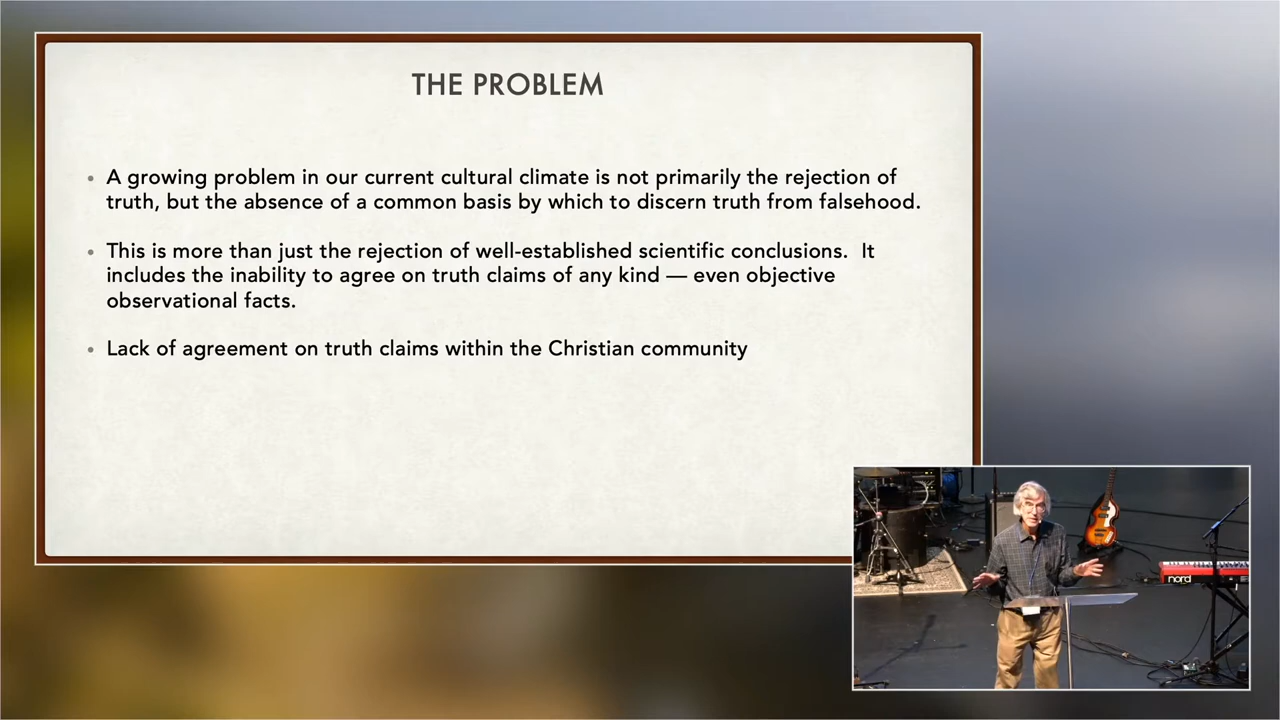 THE PROBLEM
• A growing problem in our current cultural climate is not primarily the rejection of
truth, but the absence of a common basis by which to discern truth from falsehood.
• This is more than just the rejection of well-established scientific conclusions.  It
includes the inability to agree on truth claims of any kind — even objective
observational facts.
• Lack of agreement on truth claims within the Christian community
nord